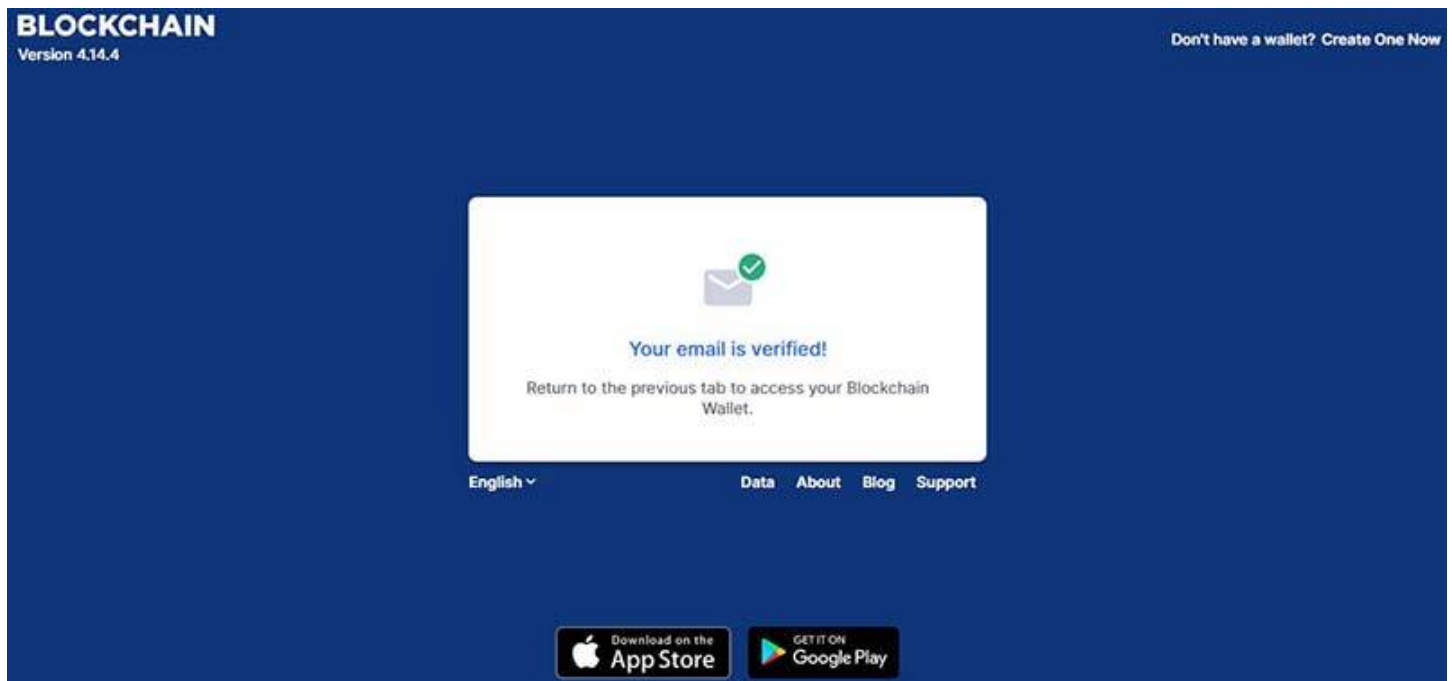 BLOCKCHAIN
Version 4.14.4
Don't have a wallet? Create One Now
Your email is verified!
Return to the previous tab to access your Blockchain
Wallet.
English
Data About Blog Support
Download on the
App Store
GET IT ON
Google Play